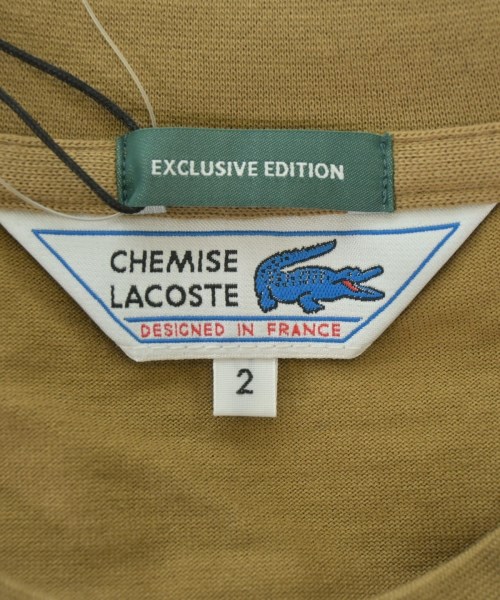 EXCLUSIVE EDITION
CHEMISE
LACOSTE
DESIGNED IN FRANCE
2